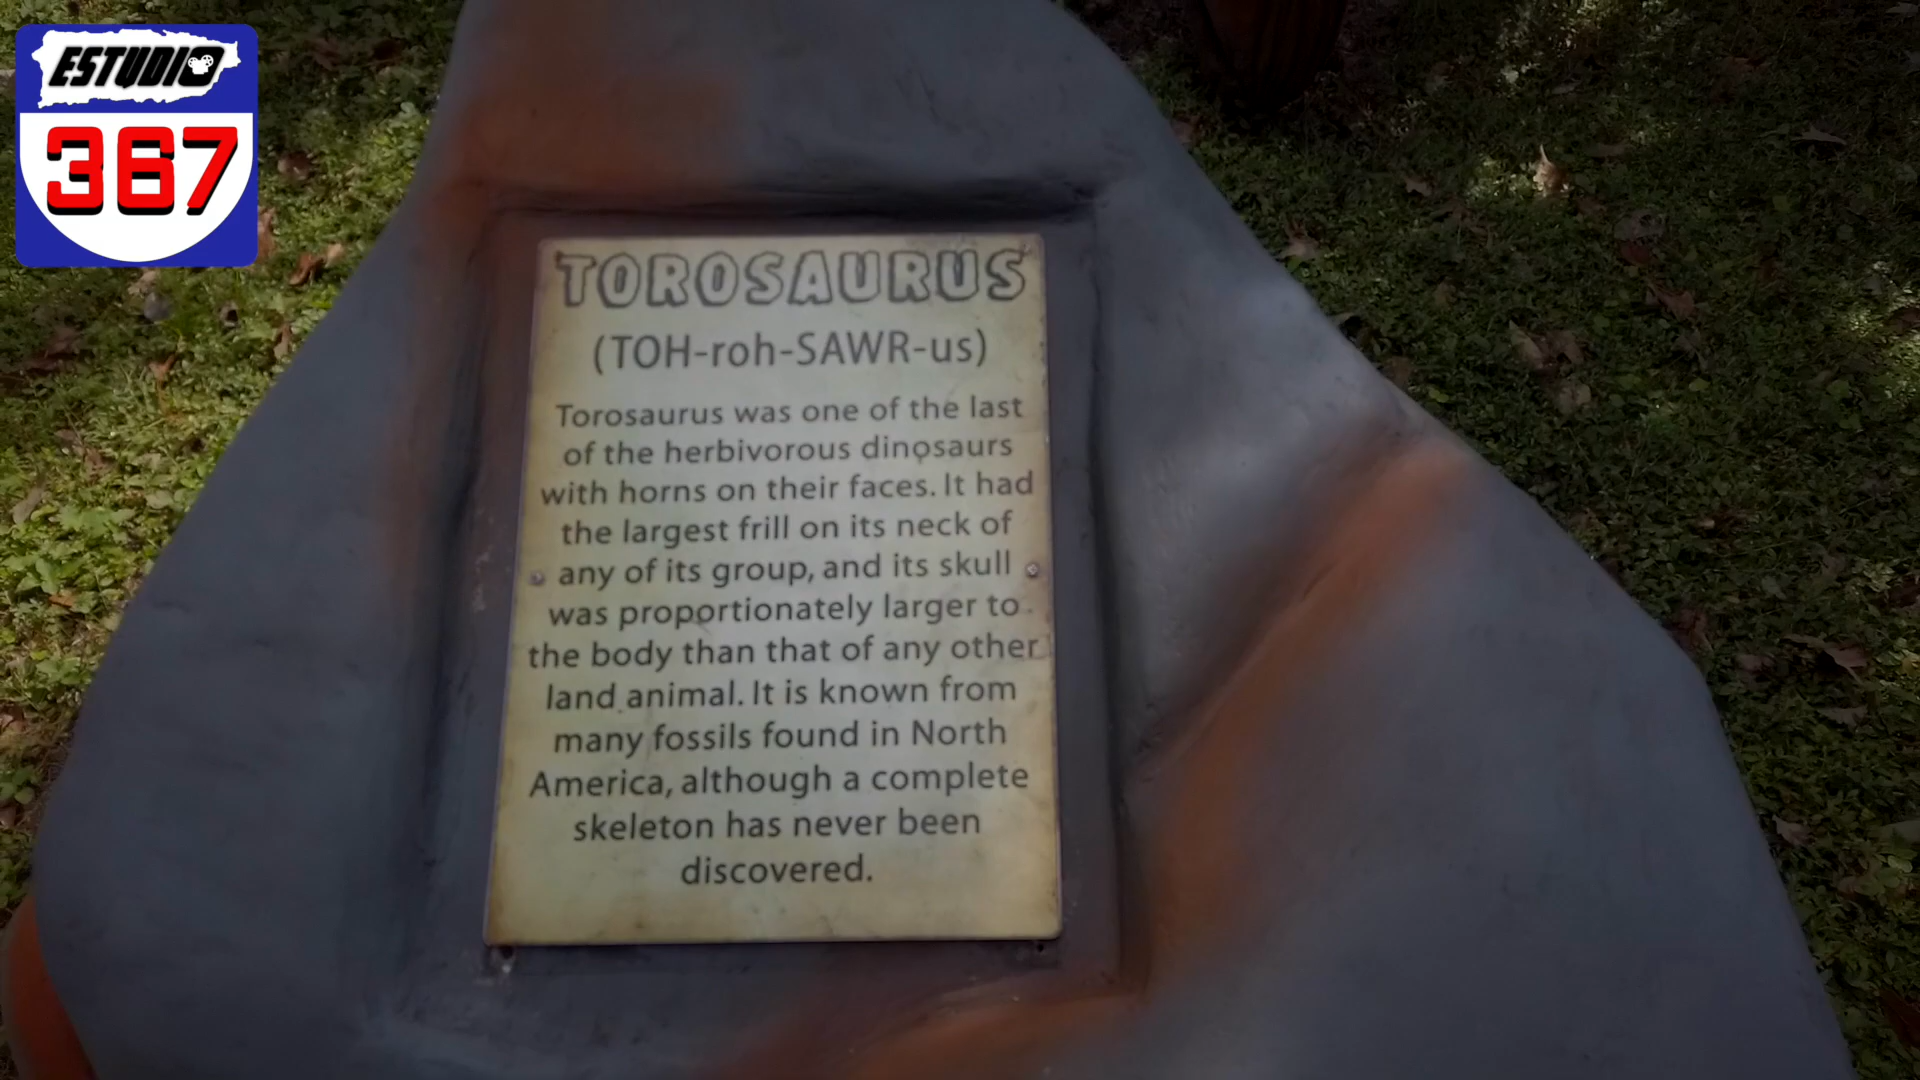 ESTUDIO
367
TOROSAURUS
(TOH-roh-SAWR-us)
Torosaurus was one of the last
of the herbivorous dinosaurs
with horns on their faces. It had
the largest frill on its neck of
any of its group, and its skull
was proportionately larger to
the body than that of any other
land animal. It is known from
many fossils found in North
America, although a complete
skeleton has never been
discovered.